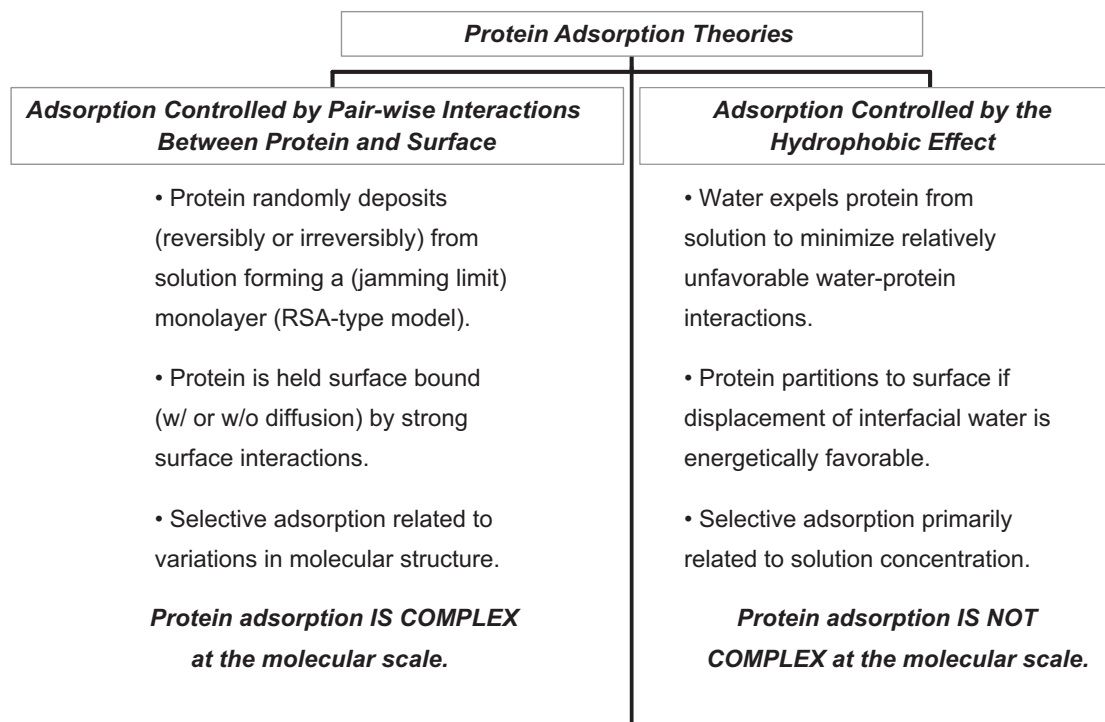 Protein Adsorption Theories
Adsorption Controlled by Pair-wise Interactions
Between Protein and Surface
• Protein randomly deposits
(reversibly or irreversibly) from
solution forming a (jamming limit)
monolayer (RSA-type model).
• Protein is held surface bound
(w/ or w/o diffusion) by strong
surface interactions.
• Selective adsorption related to
variations in molecular structure.
Protein adsorption IS COMPLEX
at the molecular scale.
Adsorption Controlled by the
Hydrophobic Effect
• Water expels protein from
solution to minimize relatively
unfavorable water-protein
interactions.
• Protein partitions to surface if
displacement of interfacial water is
energetically favorable.
• Selective adsorption primarily
related to solution concentration.
Protein adsorption IS NOT
COMPLEX at the molecular scale.